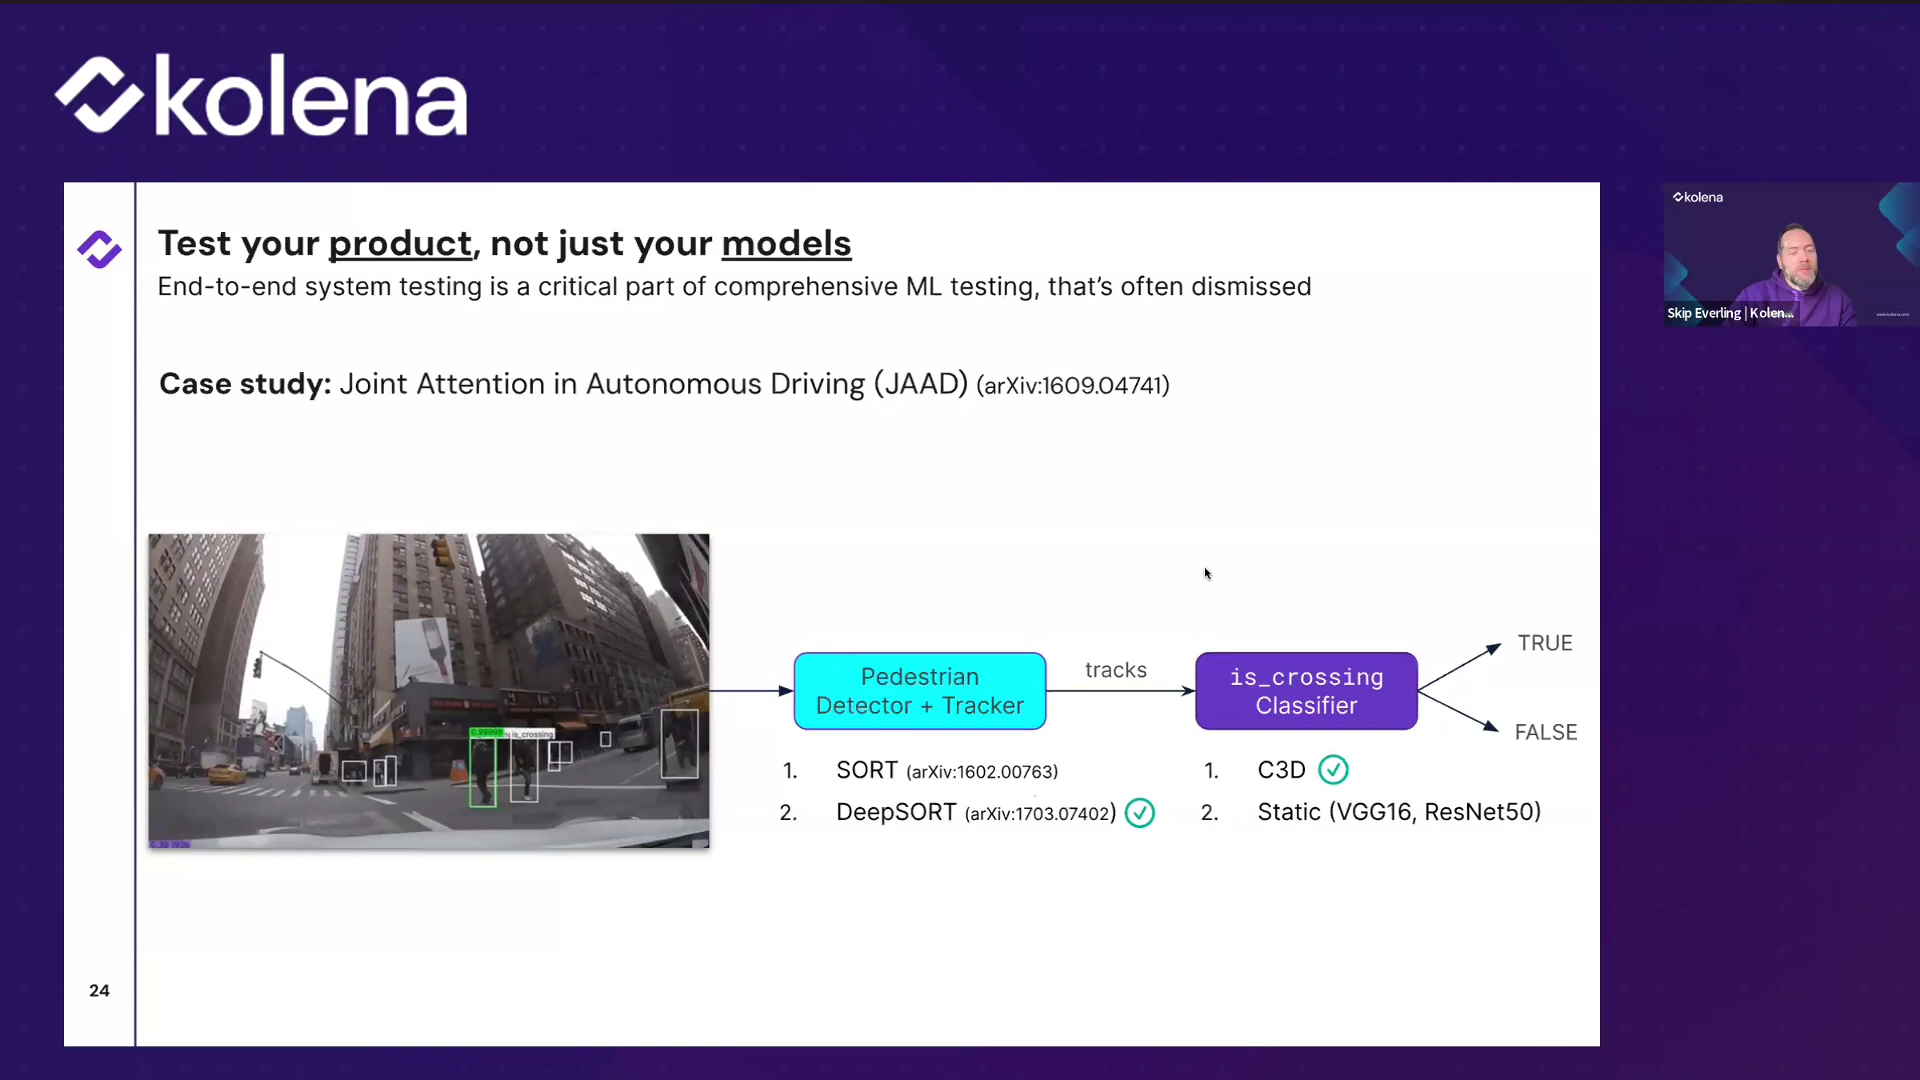 kolena
Test your product, not just your models
End-to-end system testing is a critical part of comprehensive ML testing, that's often dismissed
Case study: Joint Attention in Autonomous Driving (JAAD) (arXiv:1609.04741)
is_crossing
Pedestrian
Detector + Tracker
tracks
is_crossing
Classifier
TRUE
FALSE
1. SORT (arXiv:1602.00763)
2. DeepSORT (arXiv:1703.07402)
1. C3D
2. Static (VGG16, ResNet50)
24
kolena
Skip Everling | Kolen...